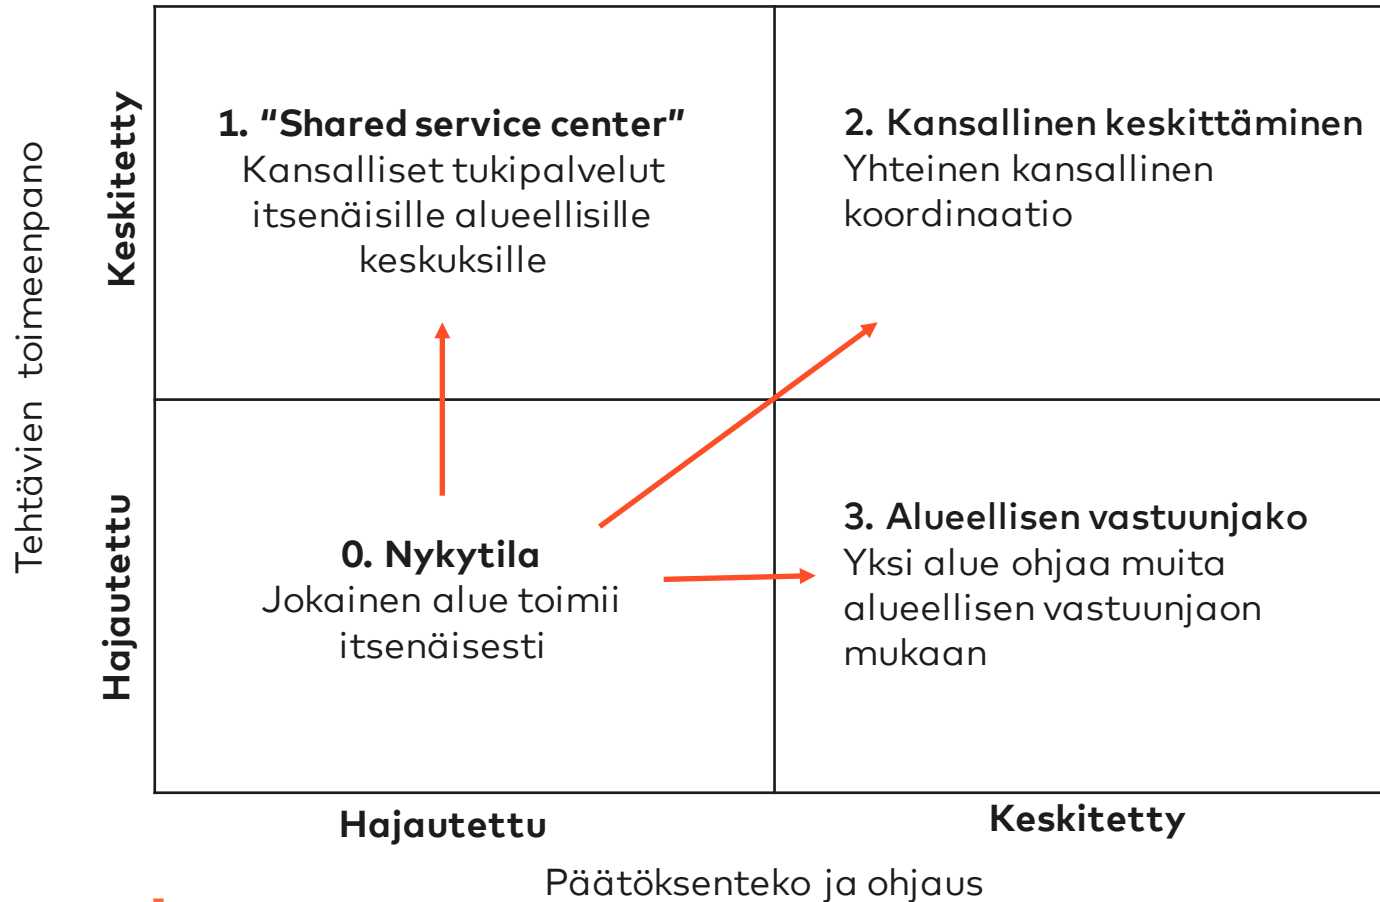 Tehtävien toimeenpano
Keskitetty
1. “Shared service center”
Kansalliset tukipalvelut
itsenäisille alueellisille
keskuksille
2. Kansallinen keskittäminen
Yhteinen kansallinen
koordinaatio
Hajautettu
0. Nykytila
Jokainen alue toimii
itsenäisesti
3. Alueellisen vastuunjako
Yksi alue ohjaa muita
alueellisen vastuunjaon
mukaan
Hajautettu
Keskitetty
Päätöksenteko ja ohjaus